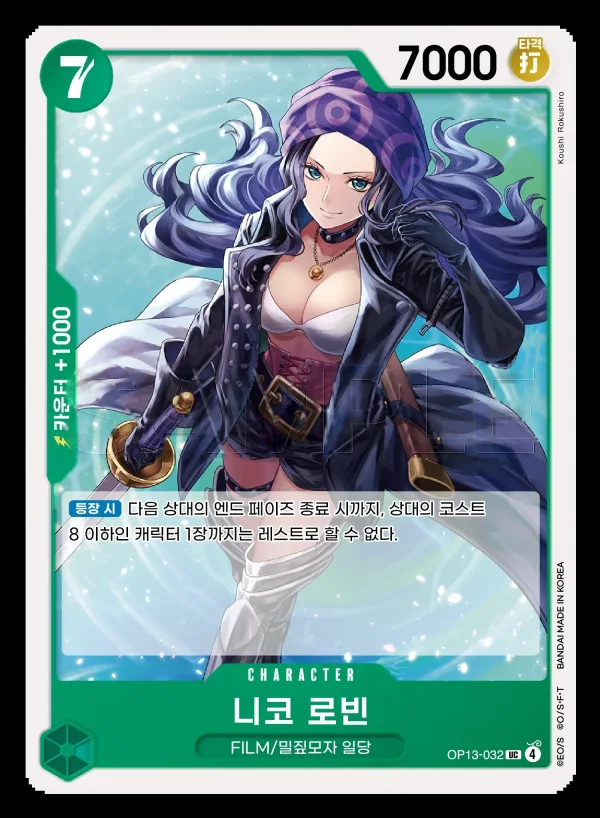 7
7000
타격
打
Koushi Rokushiro
카운터 +1000
SAMPLE
등장 시 다음 상대의 엔드 페이즈 종료 시까지, 상대의 코스트
8 이하인 캐릭터 1장까지는 레스트로 할 수 없다.
CHARACTER
니코 로빈
FILM/밀짚모자 일당
OP13-032 UC 4
©EO/S ©O/S·F·T BANDAI MADE IN KOREA